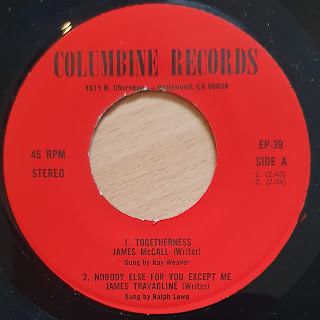 COLUMBINE RECORDS
1611 N. Cherokee - Hollywood, CA 90028
45 RPM
STEREO
EP-39
SIDE A
1. (2:43)
2.
1. TOGETHERNESS
JAMES McCALL (Writer)
Sung by Kay Weaver
2. NOBODY ELSE FOR YOU EXCEPT ME
JAMES TRAVAGLINE (Writer)
Sung by Ralph Lowe